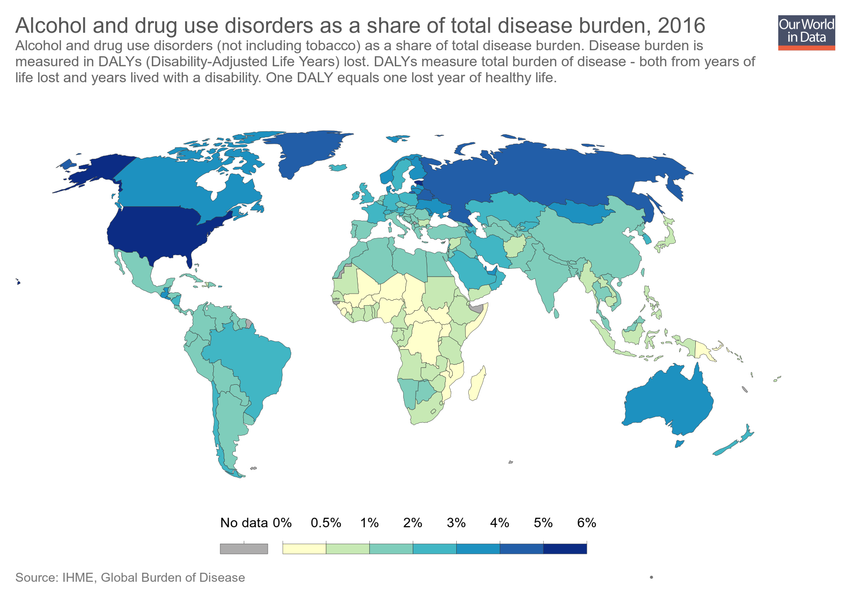 Alcohol and drug use disorders as a share of total disease burden, 2016
Our World
in Data
Alcohol and drug use disorders (not including tobacco) as a share of total disease burden. Disease burden is
measured in DALYs (Disability-Adjusted Life Years) lost. DALYs measure total burden of disease - both from years of
life lost and years lived with a disability. One DALY equals one lost year of healthy life.
No data 0% 0.5% 1% 2% 3% 4% 5% 6%
Source: IHME, Global Burden of Disease